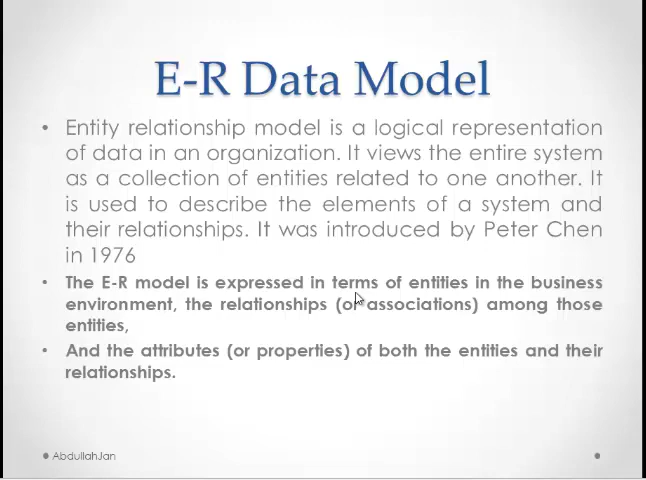 E-R Data Model
• Entity relationship model is a logical representation
of data in an organization. It views the entire system
as a collection of entities related to one another. It
is used to describe the elements of a system and
their relationships. It was introduced by Peter Chen
in 1976
• The E-R model is expressed in terms of entities in the business
environment, the relationships (or associations) among those
entities,
• And the attributes (or properties) of both the entities and their
relationships.
AbdullahJan